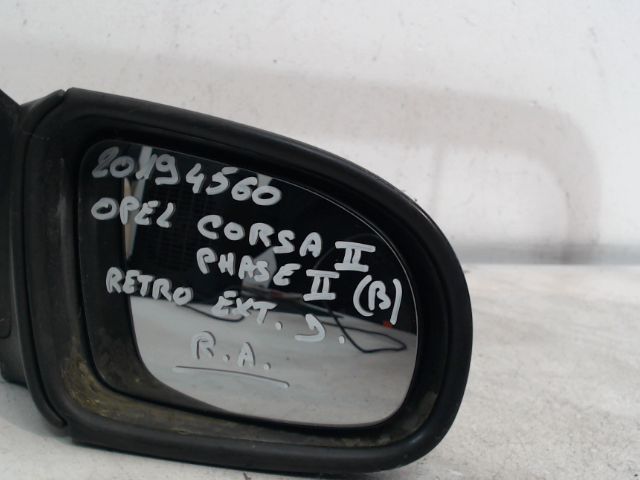 20194560
OPEL CORSA II
PHASE II (B)
RETRO EXT. D.
R.A.